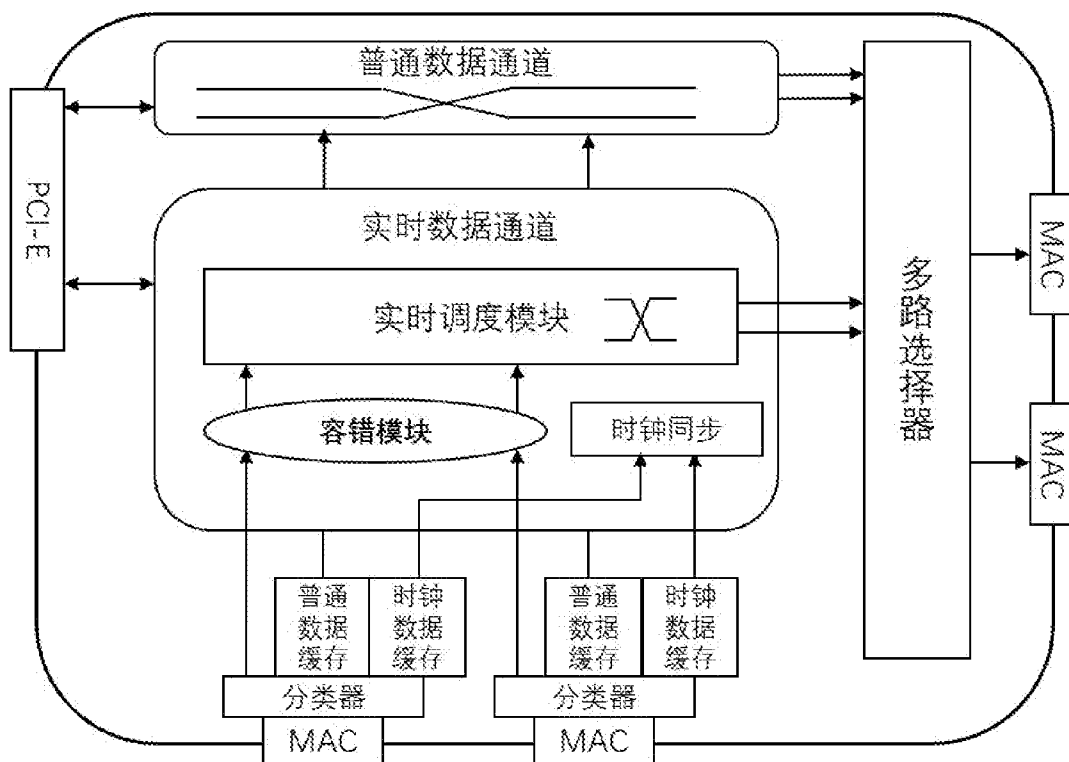 普通数据通道
PCI-E
实时数据通道
实时调度模块
容错模块
时钟同步
多路选择器
MAC
MAC
普通
数据
缓存
时钟
数据
缓存
普通
数据
缓存
时钟
数据
缓存
分类器
分类器
MAC
MAC